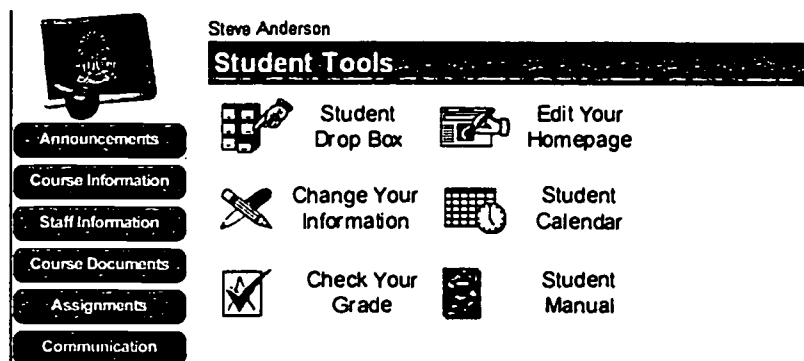 Steve Anderson
Student Tools
Student
Drop Box
Edit Your
Homepage
Change Your
Information
Student
Calendar
Check Your
Grade
Student
Manual
Announcements
Course Information
Staff Information
Course Documents
Assignments
Communication